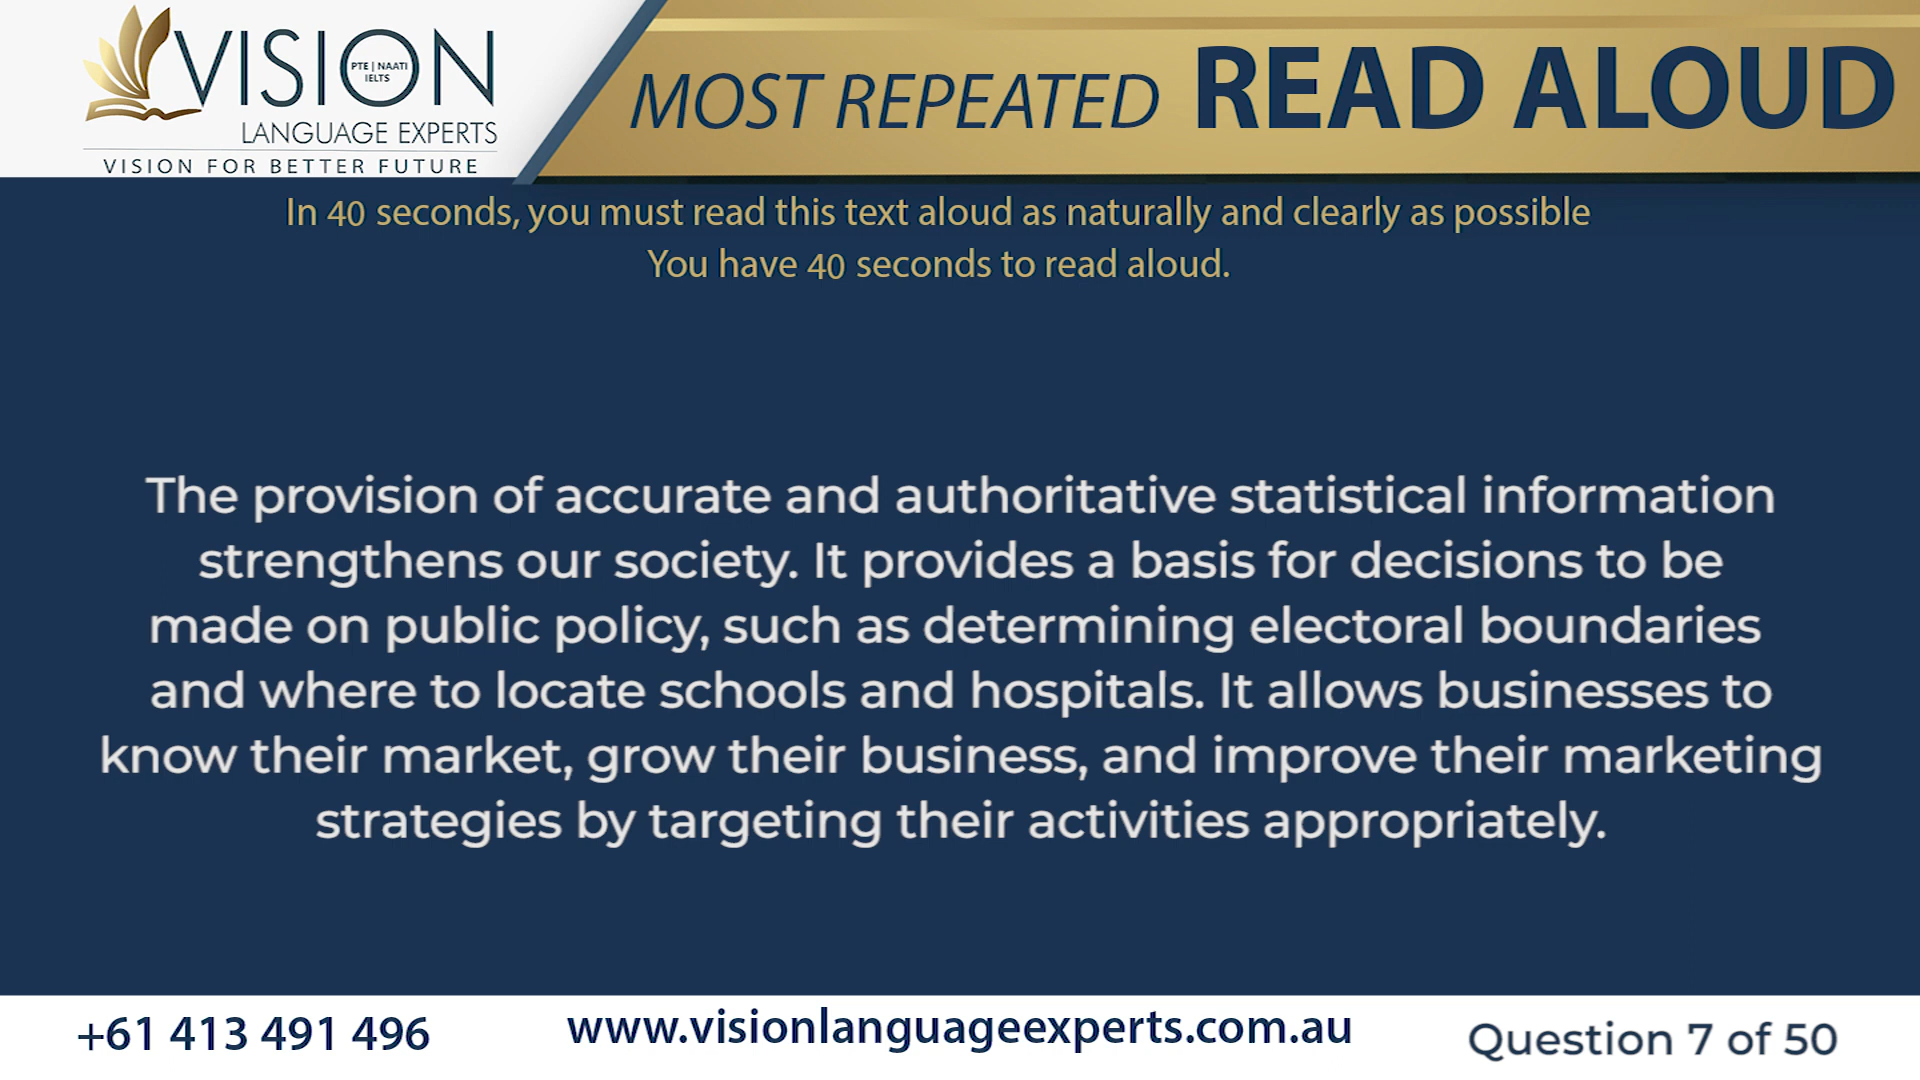 VISION
PTE | NAATI
IELTS
LANGUAGE EXPERTS
VISION FOR BETTER FUTURE
MOST REPEATED READ ALOUD
In 40 seconds, you must read this text aloud as naturally and clearly as possible
You have 40 seconds to read aloud.
The provision of accurate and authoritative statistical information
strengthens our society. It provides a basis for decisions to be
made on public policy, such as determining electoral boundaries
and where to locate schools and hospitals. It allows businesses to
know their market, grow their business, and improve their marketing
strategies by targeting their activities appropriately.
+61 413 491 496
www.visionlanguageexperts.com.au
Question 7 of 50